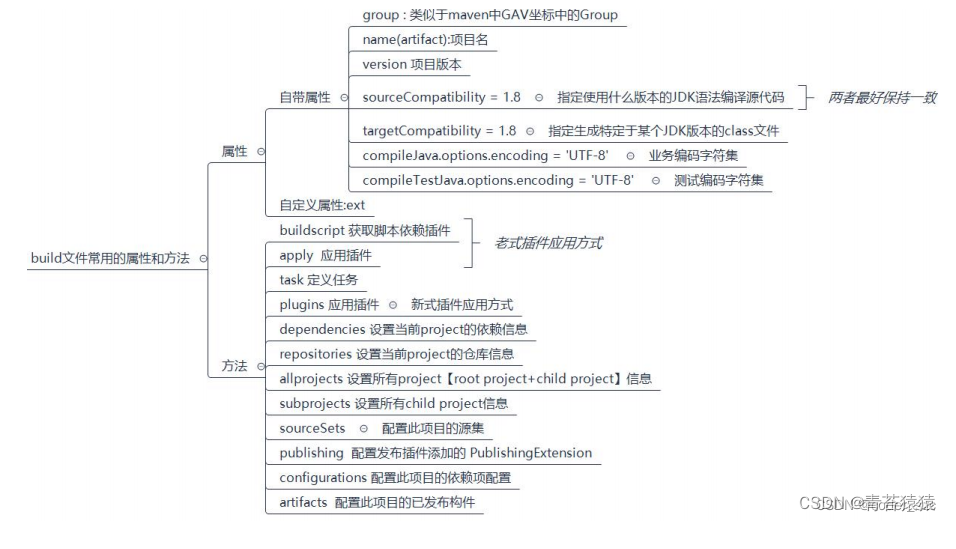 group : 类似于maven中GAV坐标中的Group
name(artifact):项目名
version 项目版本
自带属性
sourceCompatibility = 1.8 指定使用什么版本的JDK语法编译源代码
两者最好保持一致
targetCompatibility = 1.8 指定生成特定于某个JDK版本的class文件
属性
compileJava.options.encoding = 'UTF-8' 业务编码字符集
compileTestJava.options.encoding = 'UTF-8' 测试编码字符集
自定义属性:ext
buildscript 获取脚本依赖插件
老式插件应用方式
apply 应用插件
build文件常用的属性和方法
task 定义任务
plugins 应用插件 新式插件应用方式
dependencies 设置当前project的依赖信息
repositories 设置当前project的仓库信息
方法
allprojects 设置所有project【root project+child project】信息
subprojects 设置所有child project信息
sourceSets 配置此项目的源集
publishing 配置发布插件添加的 PublishingExtension
configurations 配置此项目的依赖项配置
artifacts 配置此项目的已发布构件
CSDN @青苔猿猿